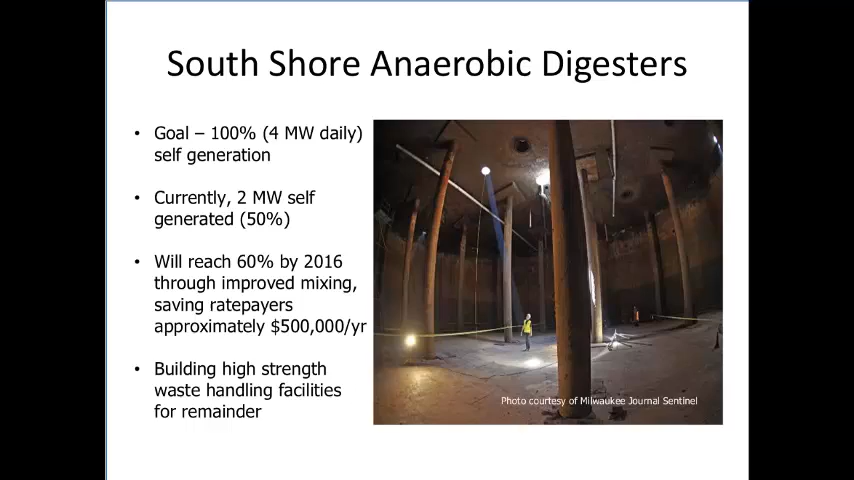 South Shore Anaerobic Digesters
• Goal – 100% (4 MW daily)
self generation
• Currently, 2 MW self
generated (50%)
• Will reach 60% by 2016
through improved mixing,
saving ratepayers
approximately $500,000/yr
• Building high strength
waste handling facilities
for remainder
Photo courtesy of Milwaukee Journal Sentinel